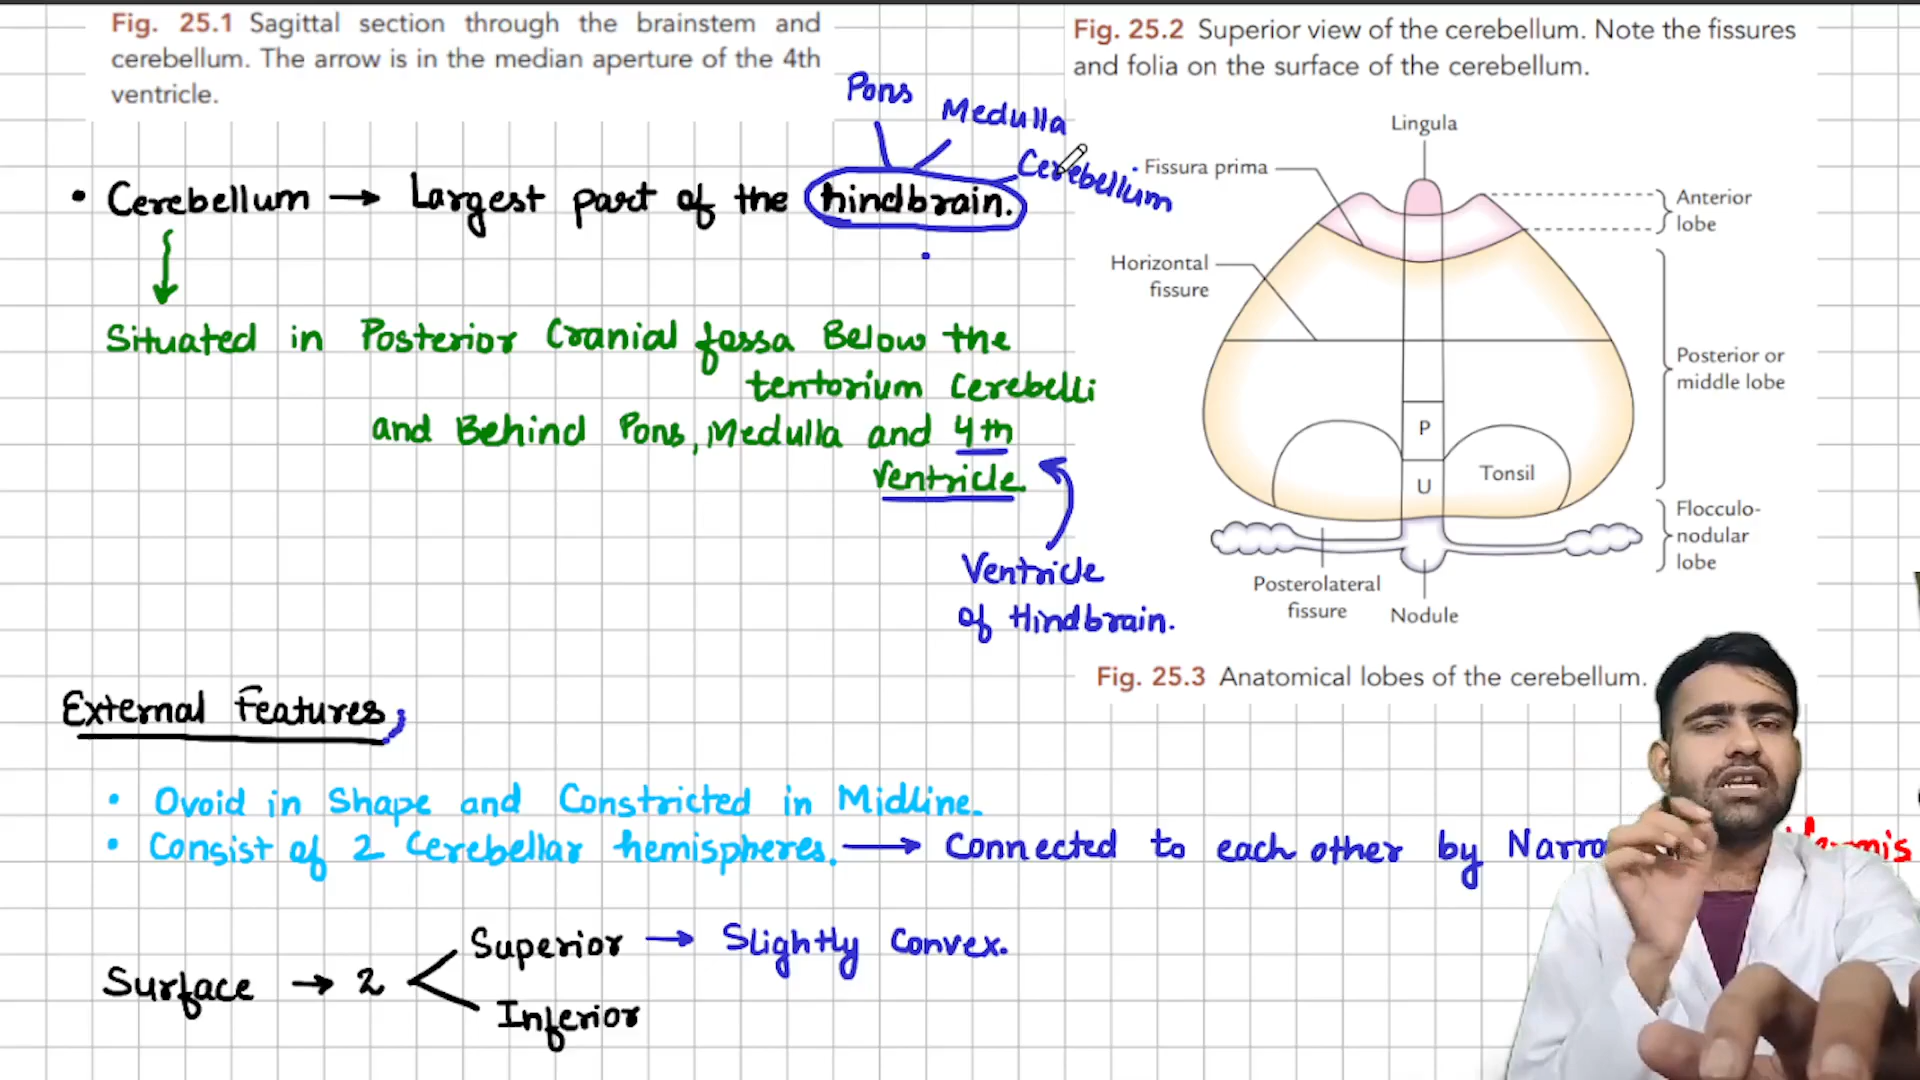 Fig. 25.1 Sagittal section through the brainstem and
cerebellum. The arrow is in the median aperture of the 4th
ventricle.
Fig. 25.2 Superior view of the cerebellum. Note the fissures
and folia on the surface of the cerebellum.
Pons
Medulla
Cerebellum
• Cerebellum → Largest part of the hindbrain.
Situated in Posterior Cranial fossa Below the
tentorium Cerebelli
and Behind Pons, Medulla and 4th
Ventricle
Ventricle
of Hindbrain.
Lingula
Fissura prima
Anterior
lobe
Horizontal
fissure
Posterior or
middle lobe
P
U
Tonsil
Flocculo-
nodular
lobe
Posterolateral
fissure
Nodule
Fig. 25.3 Anatomical lobes of the cerebellum.
External Features
• Ovoid in Shape and Constricted in Midline.
• Consist of 2 Cerebellar hemispheres. → Connected to each other by
Surface → 2
Superior → Slightly Convex.
Inferior